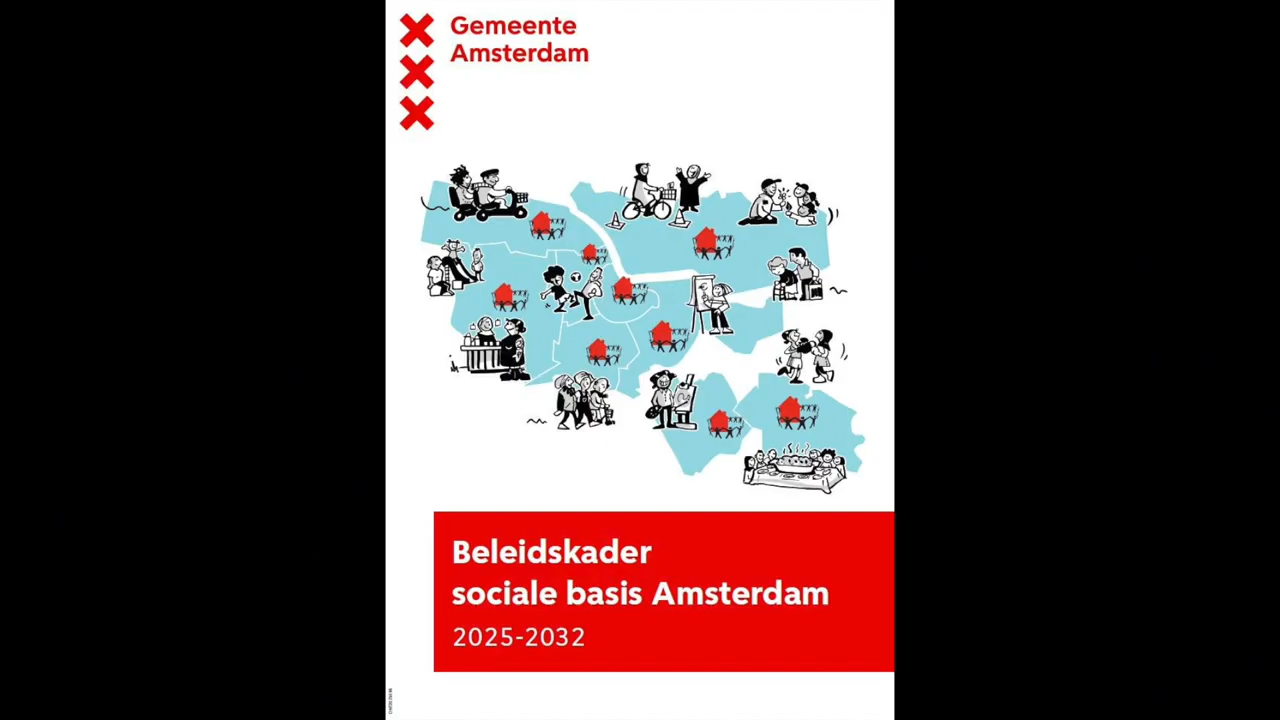 Gemeente
Amsterdam
Beleidskader
sociale basis Amsterdam
2025-2032